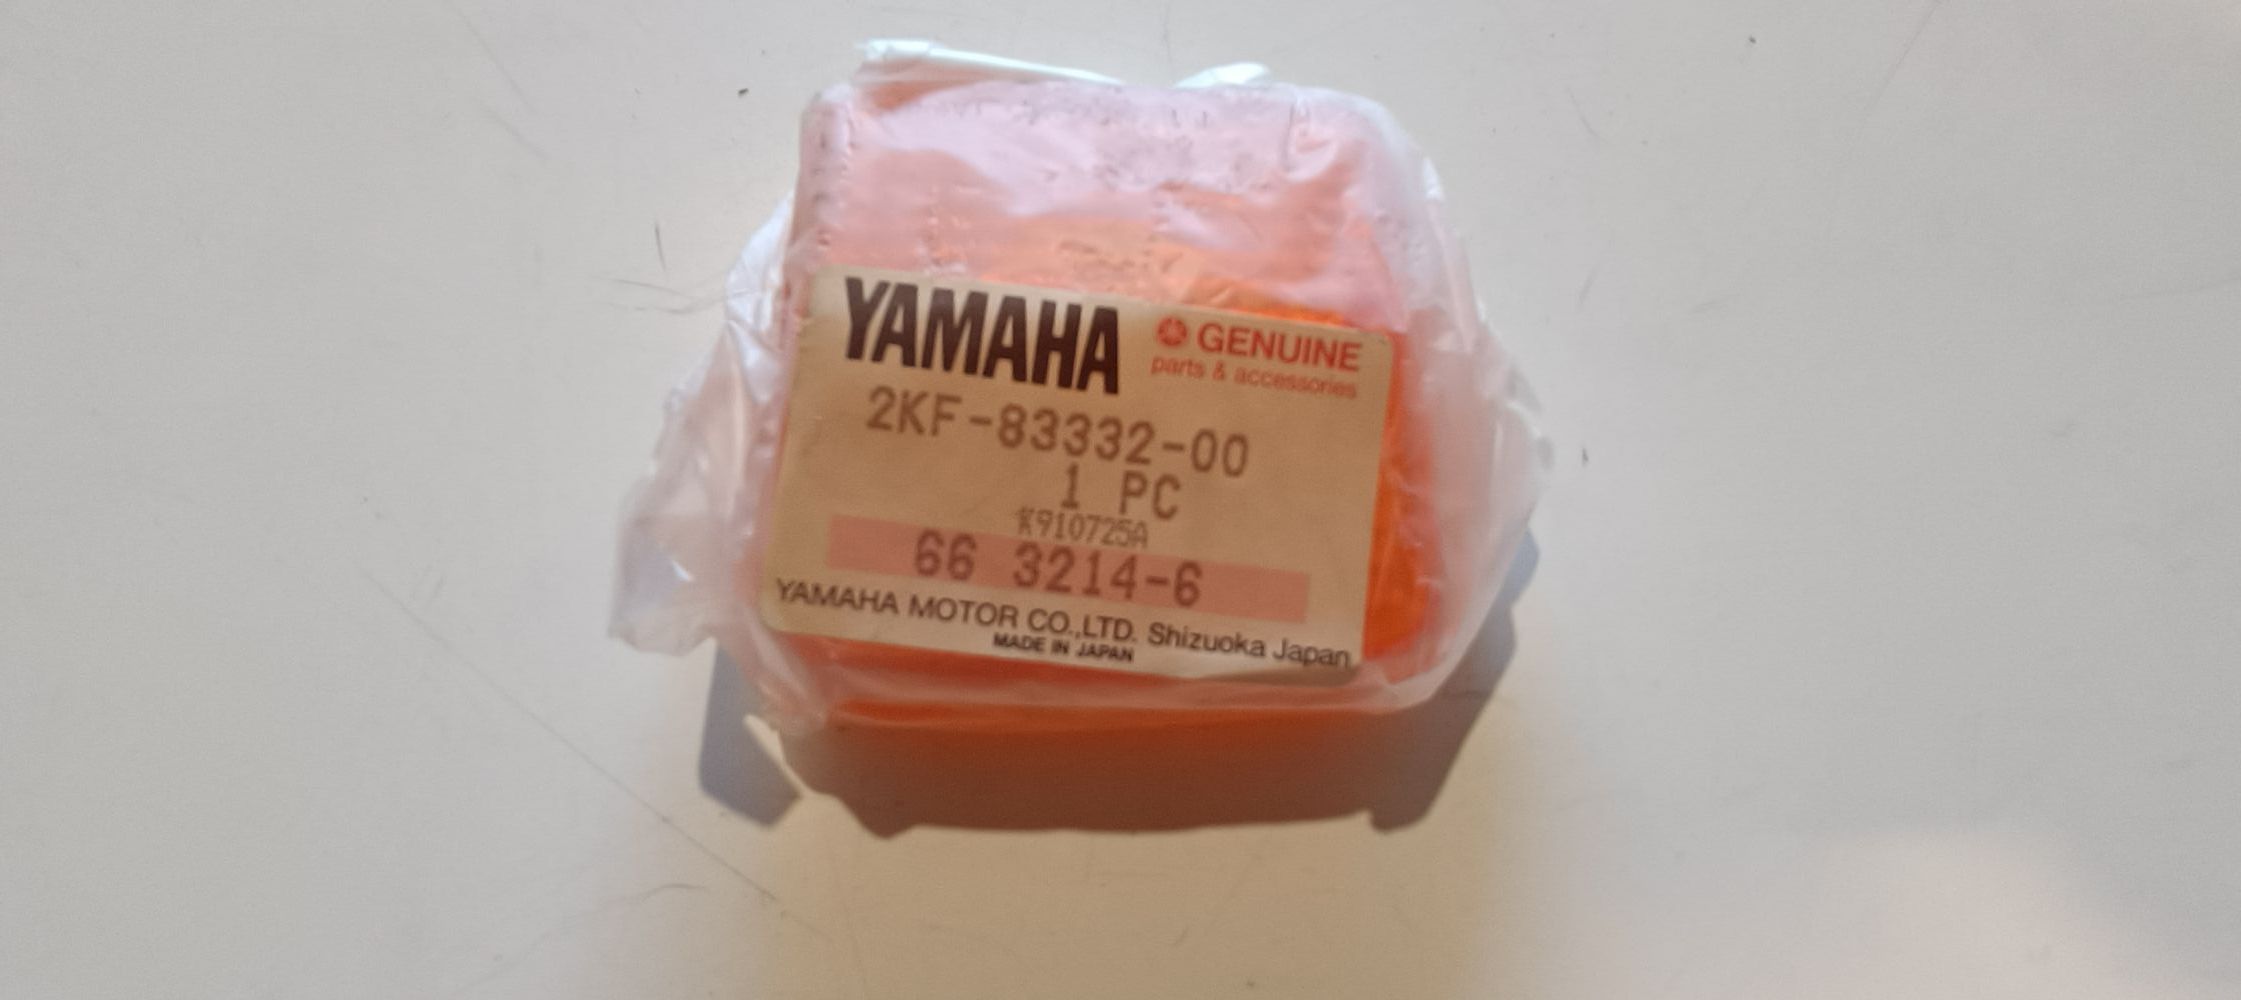 YAMAHA GENUINE
parts & accessories
2KF-83332-00
1 PC
K910725A
66 3214-6
YAMAHA MOTOR CO.,LTD. Shizuoka Japan
MADE IN JAPAN